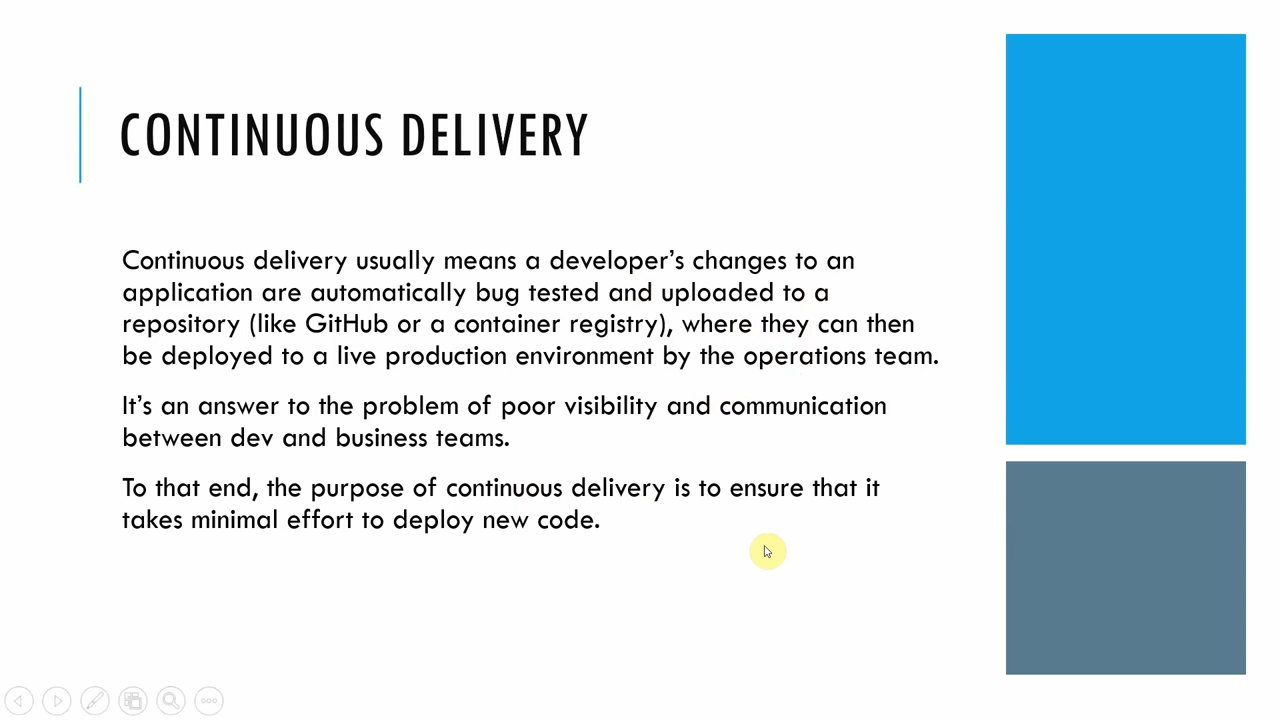 CONTINUOUS DELIVERY
Continuous delivery usually means a developer’s changes to an
application are automatically bug tested and uploaded to a
repository (like GitHub or a container registry), where they can then
be deployed to a live production environment by the operations team.
It’s an answer to the problem of poor visibility and communication
between dev and business teams.
To that end, the purpose of continuous delivery is to ensure that it
takes minimal effort to deploy new code.